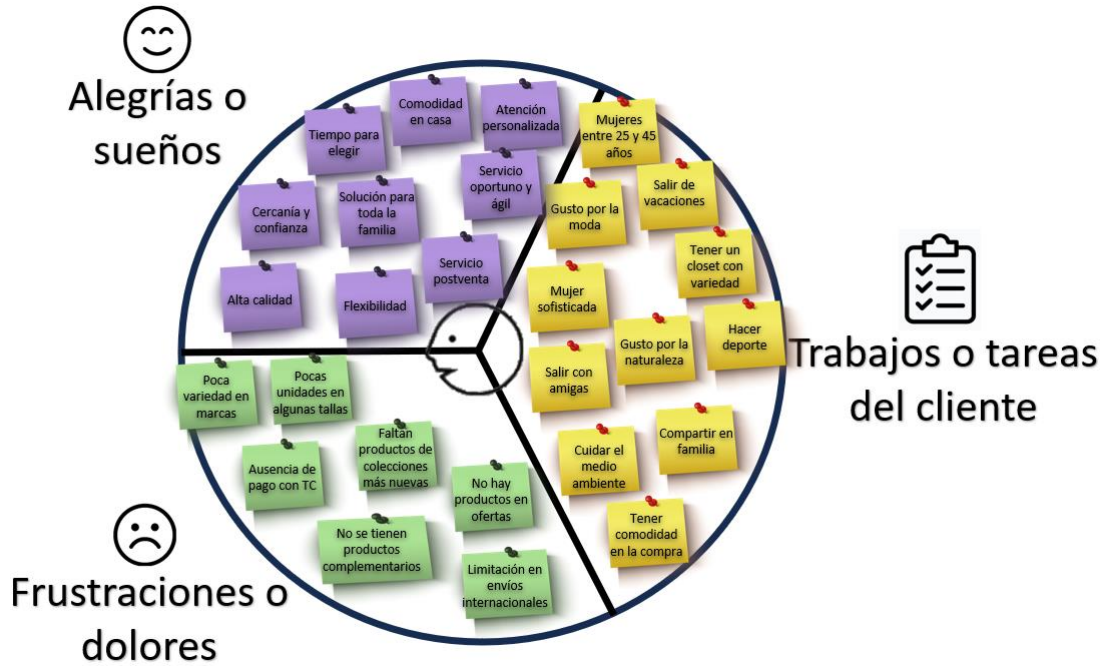 Alegrías o
sueños
Comodidad
en casa
Atención
personalizada
Tiempo para
elegir
Servicio
oportuno y
ágil
Cercanía y
confianza
Solución para
toda la
familia
Servicio
postventa
Alta calidad
Flexibilidad
Mujeres
entre 25 y 45
años
Salir de
vacaciones
Gusto por la
moda
Tener un
closet con
variedad
Mujer
sofisticada
Gusto por la
naturaleza
Hacer
deporte
Salir con
amigas
Compartir en
familia
Cuidar el
medio
ambiente
Tener
comodidad
en la compra
Trabajos o tareas
del cliente
Poca
variedad en
marcas
Pocas
unidades en
algunas tallas
Ausencia de
pago con TC
Faltan
productos de
colecciones
más nuevas
No hay
productos en
ofertas
No se tienen
productos
complementarios
Limitación en
envíos
internacionales
Frustraciones o
dolores